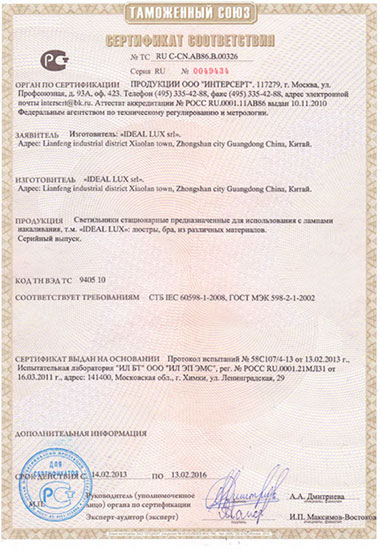 ТАМОЖЕННЫЙ СОЮЗ
СЕРТИФИКАТ СООТВЕТСТВИЯ
№ ТС RU C-CN.АВ86.В.00326
Серия RU № 0049434
ОРГАН ПО СЕРТИФИКАЦИИ ПРОДУКЦИИ ООО "ИНТЕРСЕРТ", 117279, г. Москва, ул.
Профсоюзная, д. 93А, оф. 423. Телефон (495) 335-42-88, факс (495) 335-42-88, адрес электронной
почты intersert@bk.ru. Аттестат аккредитации № РОСС RU.0001.11АВ86 выдан 10.11.2010
Федеральным агентством по техническому регулированию и метрологии.
ЗАЯВИТЕЛЬ Изготовитель: «IDEAL LUX srl».
Адрес: Lianfeng industrial district Xiaolan town, Zhongshan city Guangdong China, Китай.
ИЗГОТОВИТЕЛЬ «IDEAL LUX srl».
Адрес: Lianfeng industrial district Xiaolan town, Zhongshan city Guangdong China, Китай.
ПРОДУКЦИЯ Светильники стационарные предназначенные для использования с лампами
накаливания, т.м. «IDEAL LUX»: люстры, бра, из различных материалов.
Серийный выпуск.
КОД ТН ВЭД ТС 9405 10
СООТВЕТСТВУЕТ ТРЕБОВАНИЯМ СТБ IEC 60598-1-2008, ГОСТ МЭК 598-2-1-2002
СЕРТИФИКАТ ВЫДАН НА ОСНОВАНИИ Протокол испытаний № 58С107/4-13 от 13.02.2013 г.,
Испытательная лаборатория "ИЛ БТ" ООО "ИЛ ЭП ЭМС", рег. № РОСС RU.0001.21МЛ31 от
16.03.2011 г., адрес: 141400, Московская обл., г. Химки, ул. Ленинградская, 29
ДОПОЛНИТЕЛЬНАЯ ИНФОРМАЦИЯ
СРОК ДЕЙСТВИЯ С 14.02.2013 ПО 13.02.2016
ДЛЯ СЕРТИФИКАТОВ
М.П.
Руководитель (уполномоченное
лицо) органа по сертификации
А.А. Дмитриева
Эксперт-аудитор (эксперт)
И.П. Максимов-Востоков